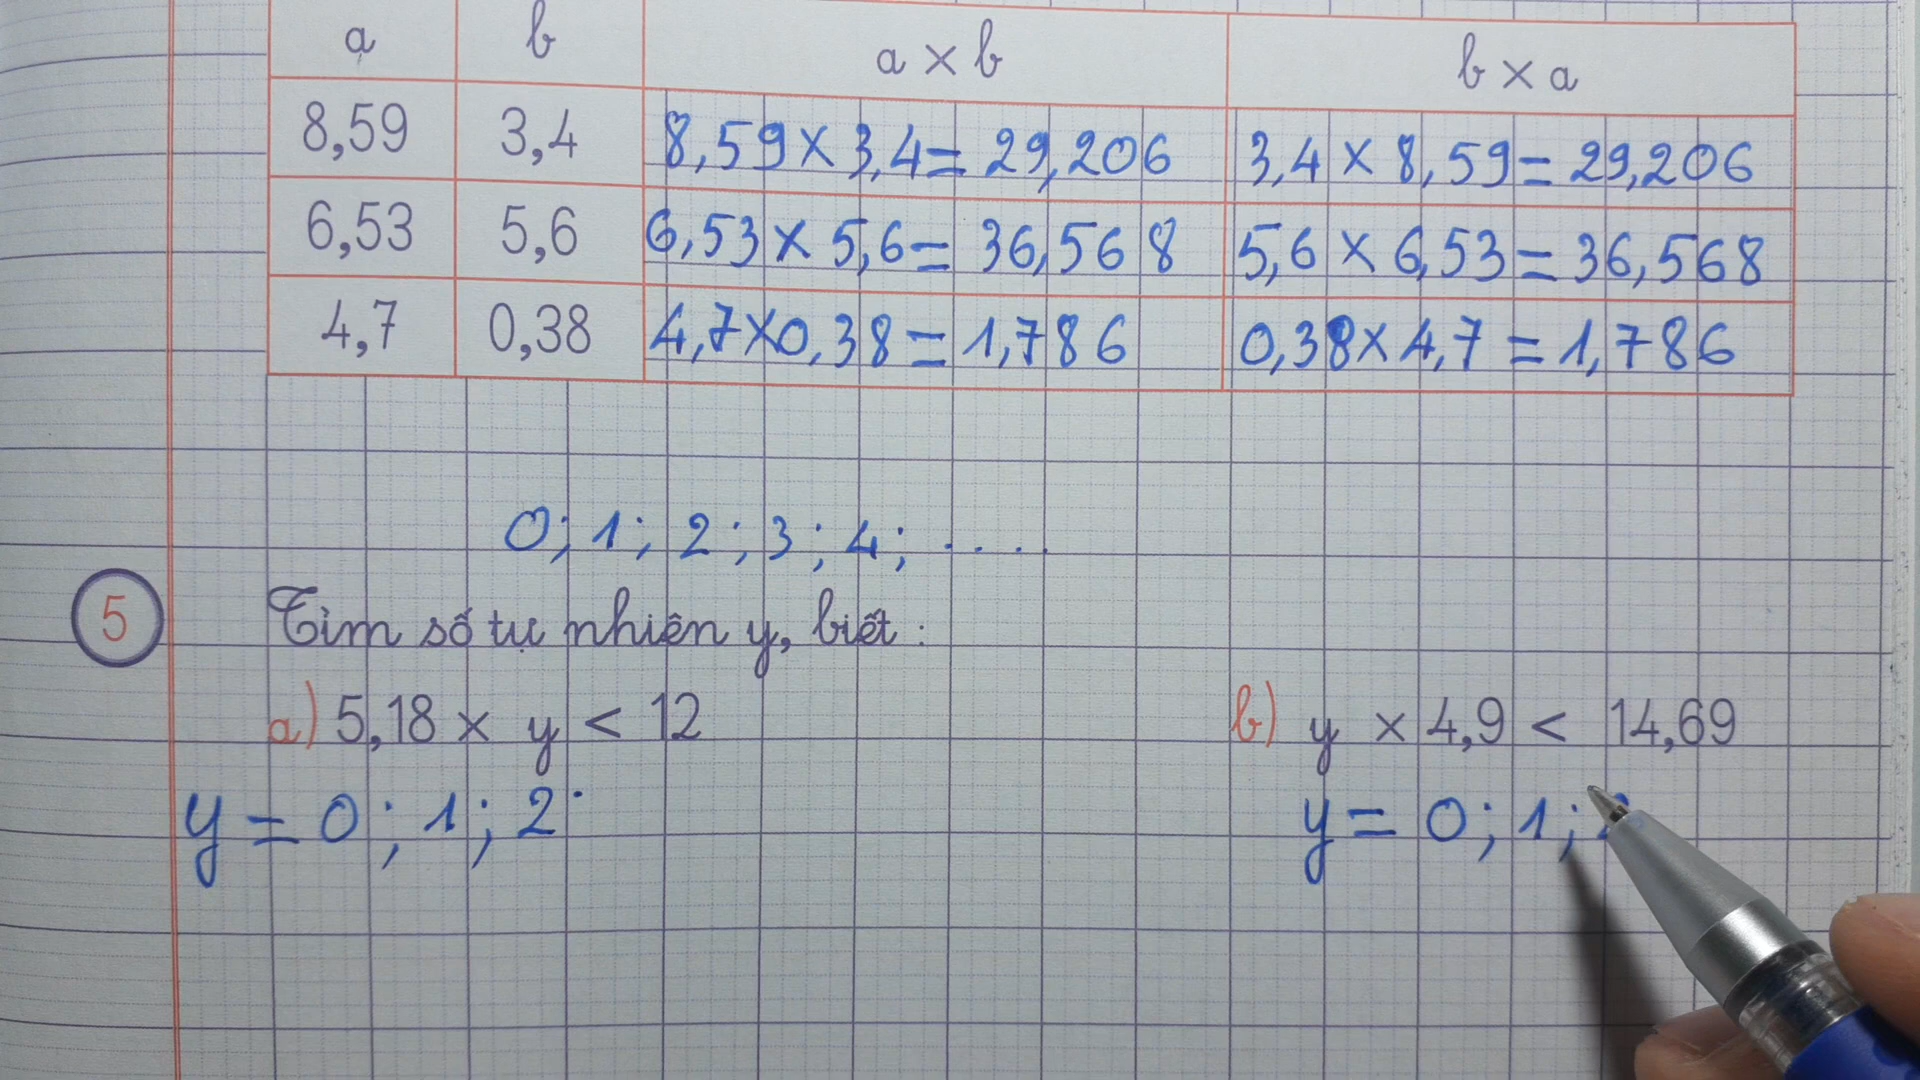 a b a × b b × a
8,59 3,4 8,59 × 3,4 = 29,206 3,4 × 8,59 = 29,206
6,53 5,6 6,53 × 5,6 = 36,568 5,6 × 6,53 = 36,568
4,7 0,38 4,7 × 0,38 = 1,786 0,38 × 4,7 = 1,786
0; 1; 2; 3; 4; ....
5 Tìm số tự nhiên y, biết:
a) 5,18 × y < 12 b) y × 4,9 < 14,69
y = 0; 1; 2. y = 0; 1; 2